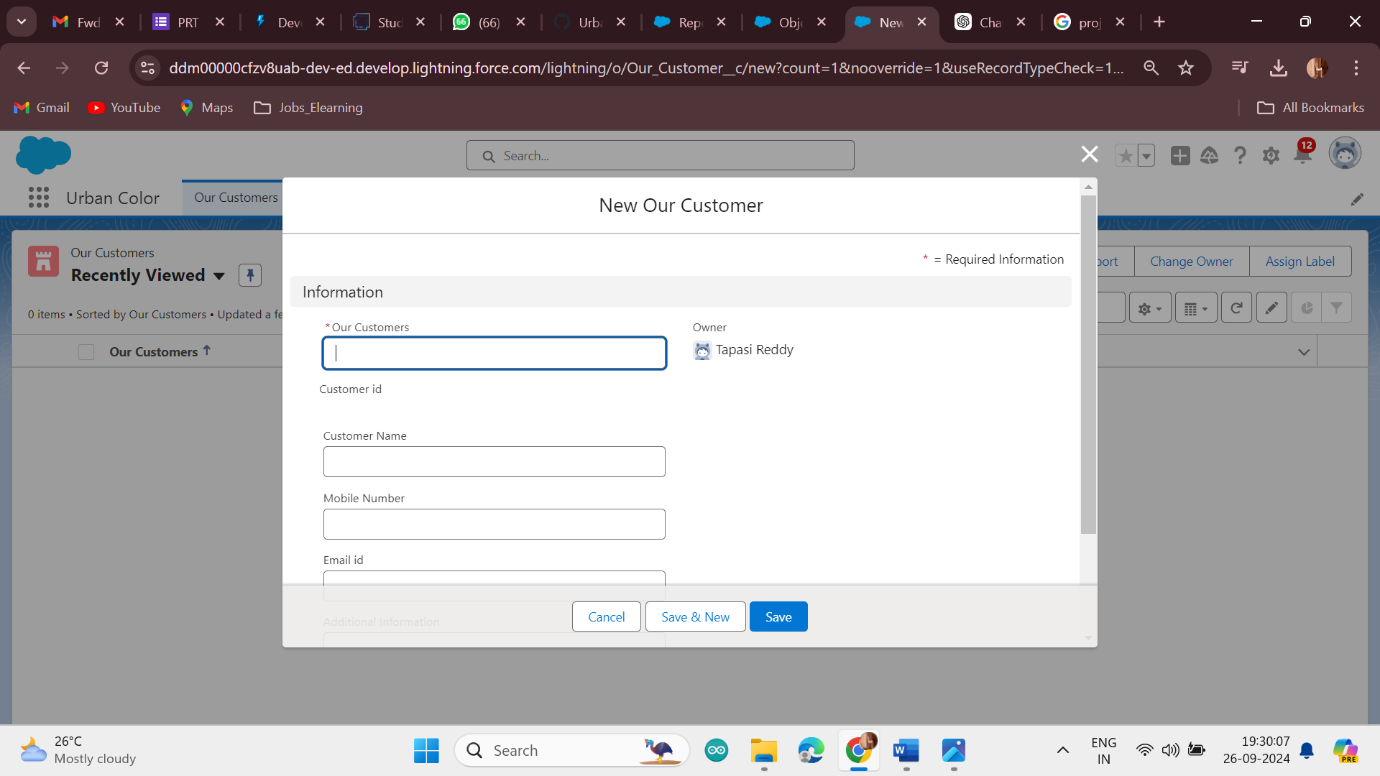 Fwd
PRT
Dev
Stud
66
(66)
Urb
Rep
Obj
New
Cha
proj
ddm00000cfzv8uab-dev-ed.develop.lightning.force.com/lightning/o/Our_Customer__c/new?count=1&nooverride=1&useRecordTypeCheck=1...
Gmail
YouTube
Maps
Jobs_Elearning
All Bookmarks
Search...
12
Urban Color
Our Customers
New Our Customer
Our Customers
Recently Viewed
0 items • Sorted by Our Customers • Updated a fe
port
Change Owner
Assign Label
Our Customers
* = Required Information
Information
*Our Customers
Owner
Tapasi Reddy
Customer id
Customer Name
Mobile Number
Email id
Additional Information
Cancel
Save & New
Save
26°C
Mostly cloudy
Search
ENG
IN
19:30:07
26-09-2024
PRE